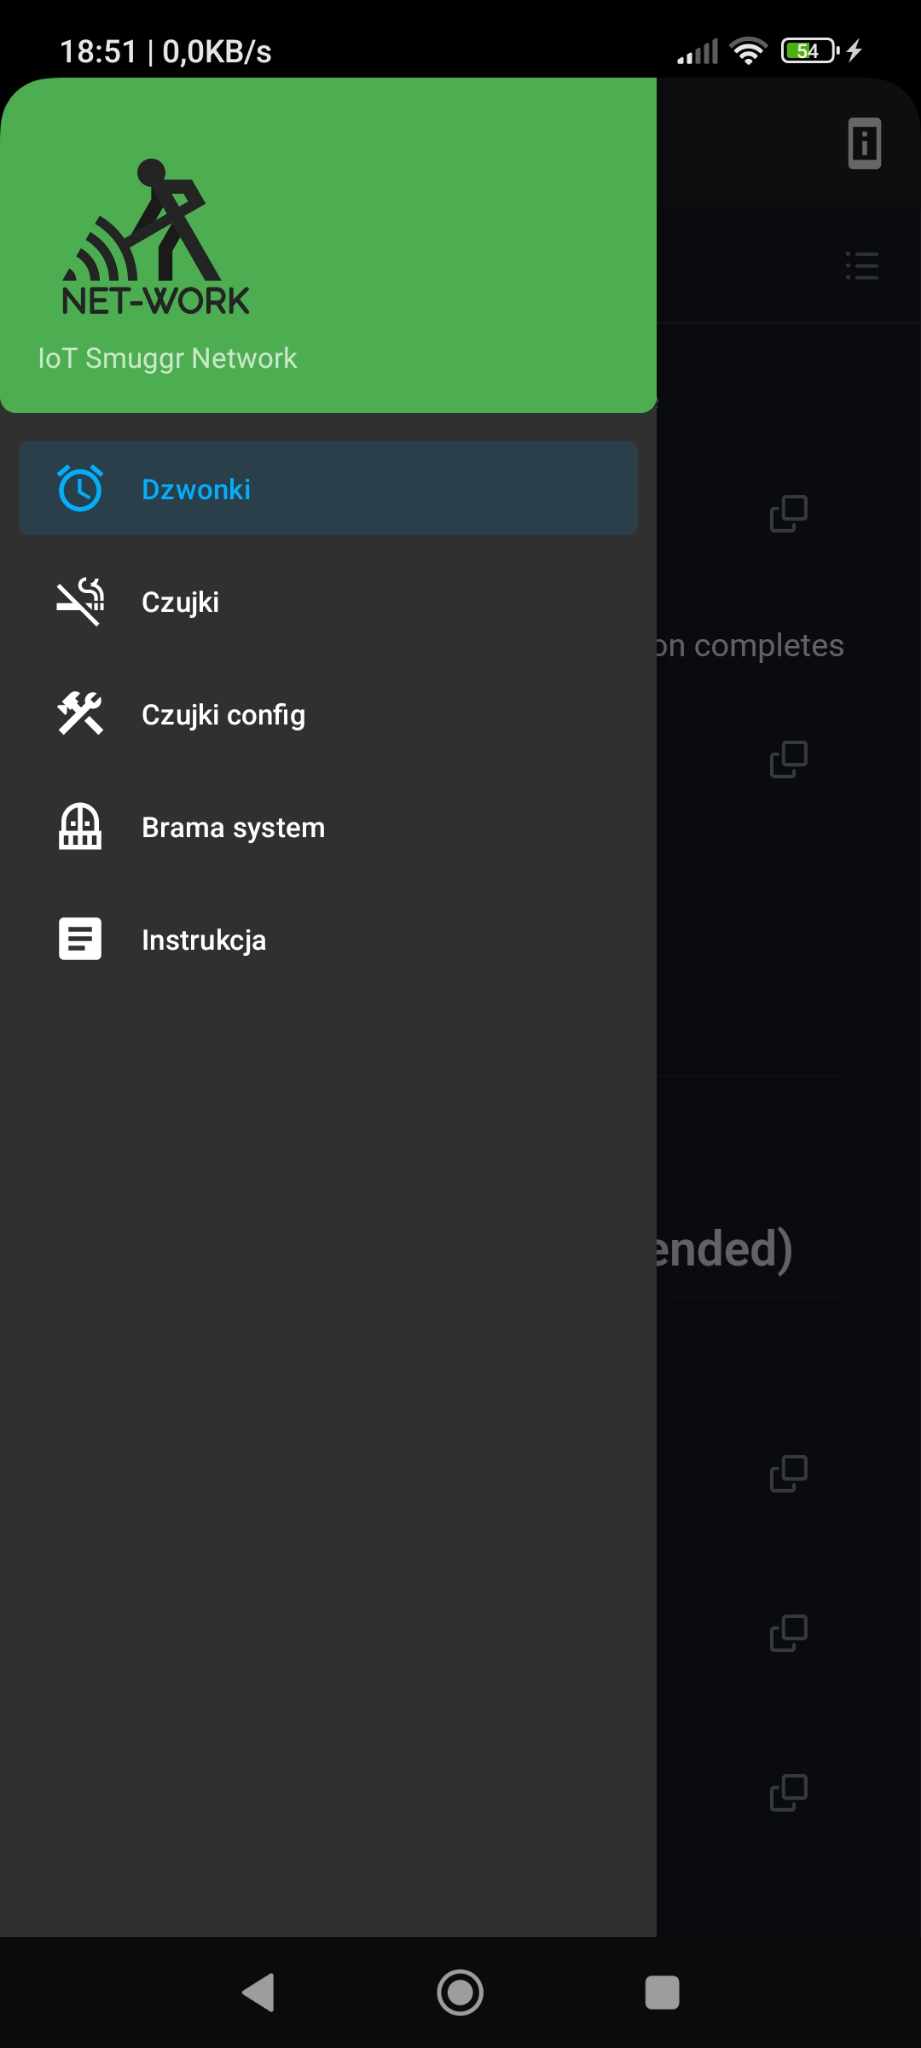 18:51 | 0,0KB/s
54
NET-WORK
IoT Smuggr Network
Dzwonki
Czujki
on completes
Czujki config
Brama system
Instrukcja
ended)